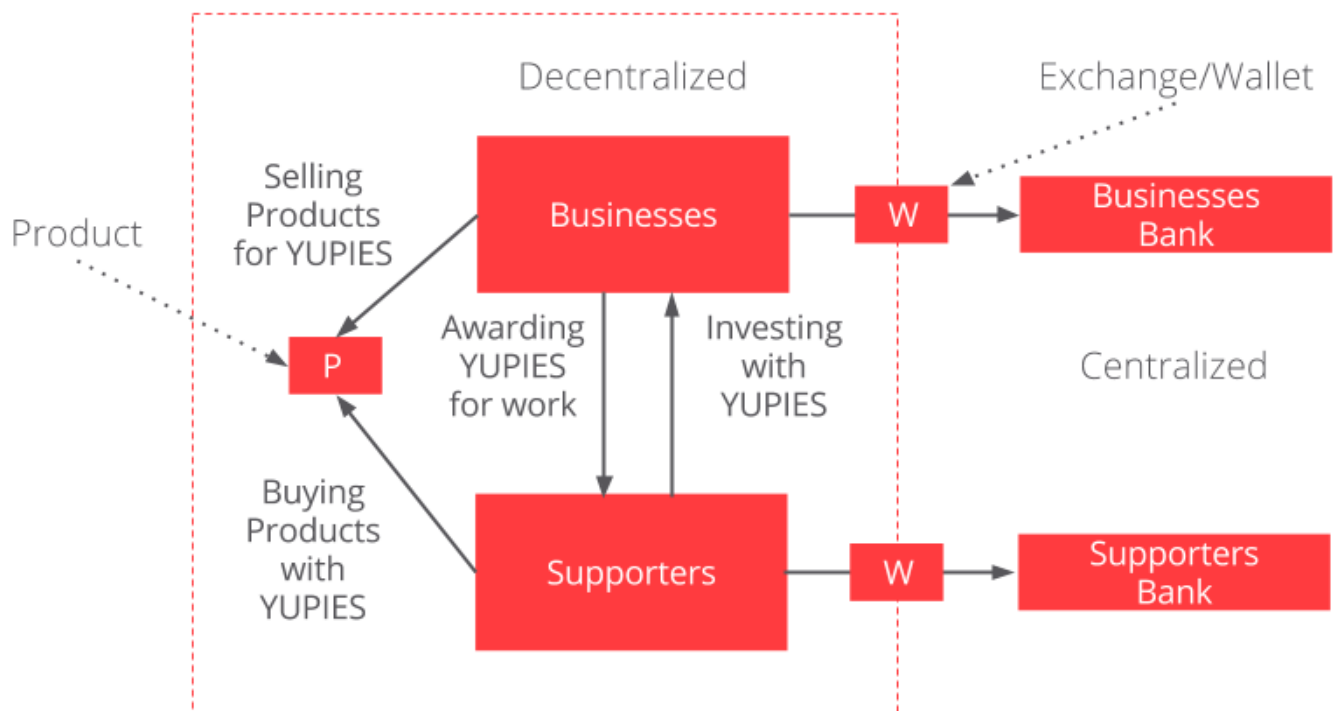 Decentralized
Exchange/Wallet
Selling
Products
for YUPIES
Product
Businesses
W
Businesses
Bank
P
Awarding
YUPIES
for work
Investing
with
YUPIES
Centralized
Buying
Products
with
YUPIES
Supporters
W
Supporters
Bank